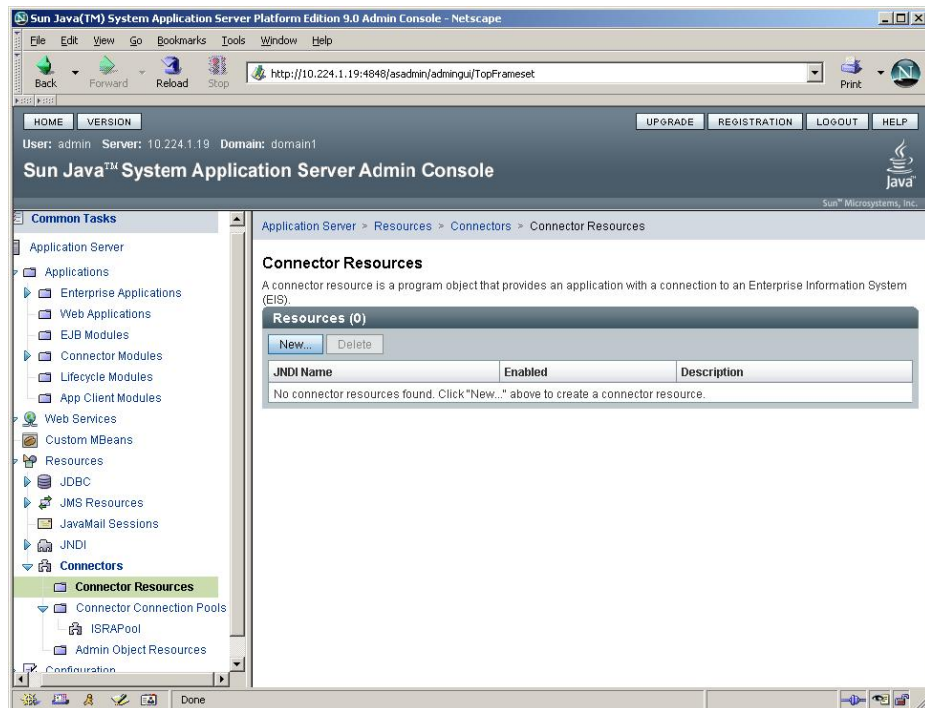 Sun Java(TM) System Application Server Platform Edition 9.0 Admin Console - Netscape
File Edit View Go Bookmarks Tools Window Help
Back Forward Reload Stop http://10.224.1.19:4848/asadmin/admingui/TopFrameset Print N
HOME VERSION UPGRADE REGISTRATION LOGOUT HELP
User: admin Server: 10.224.1.19 Domain: domain1
Sun Java™ System Application Server Admin Console
Java™
Sun™ Microsystems, Inc.
Common Tasks
Application Server
Applications
Enterprise Applications
Web Applications
EJB Modules
Connector Modules
Lifecycle Modules
App Client Modules
Web Services
Custom MBeans
Resources
JDBC
JMS Resources
JavaMail Sessions
JNDI
Connectors
Connector Resources
Connector Connection Pools
ISRAPool
Admin Object Resources
Configuration
Application Server > Resources > Connectors > Connector Resources
Connector Resources
A connector resource is a program object that provides an application with a connection to an Enterprise Information System
(EIS).
Resources (0)
New... Delete
JNDI Name Enabled Description
No connector resources found. Click "New..." above to create a connector resource.
Done